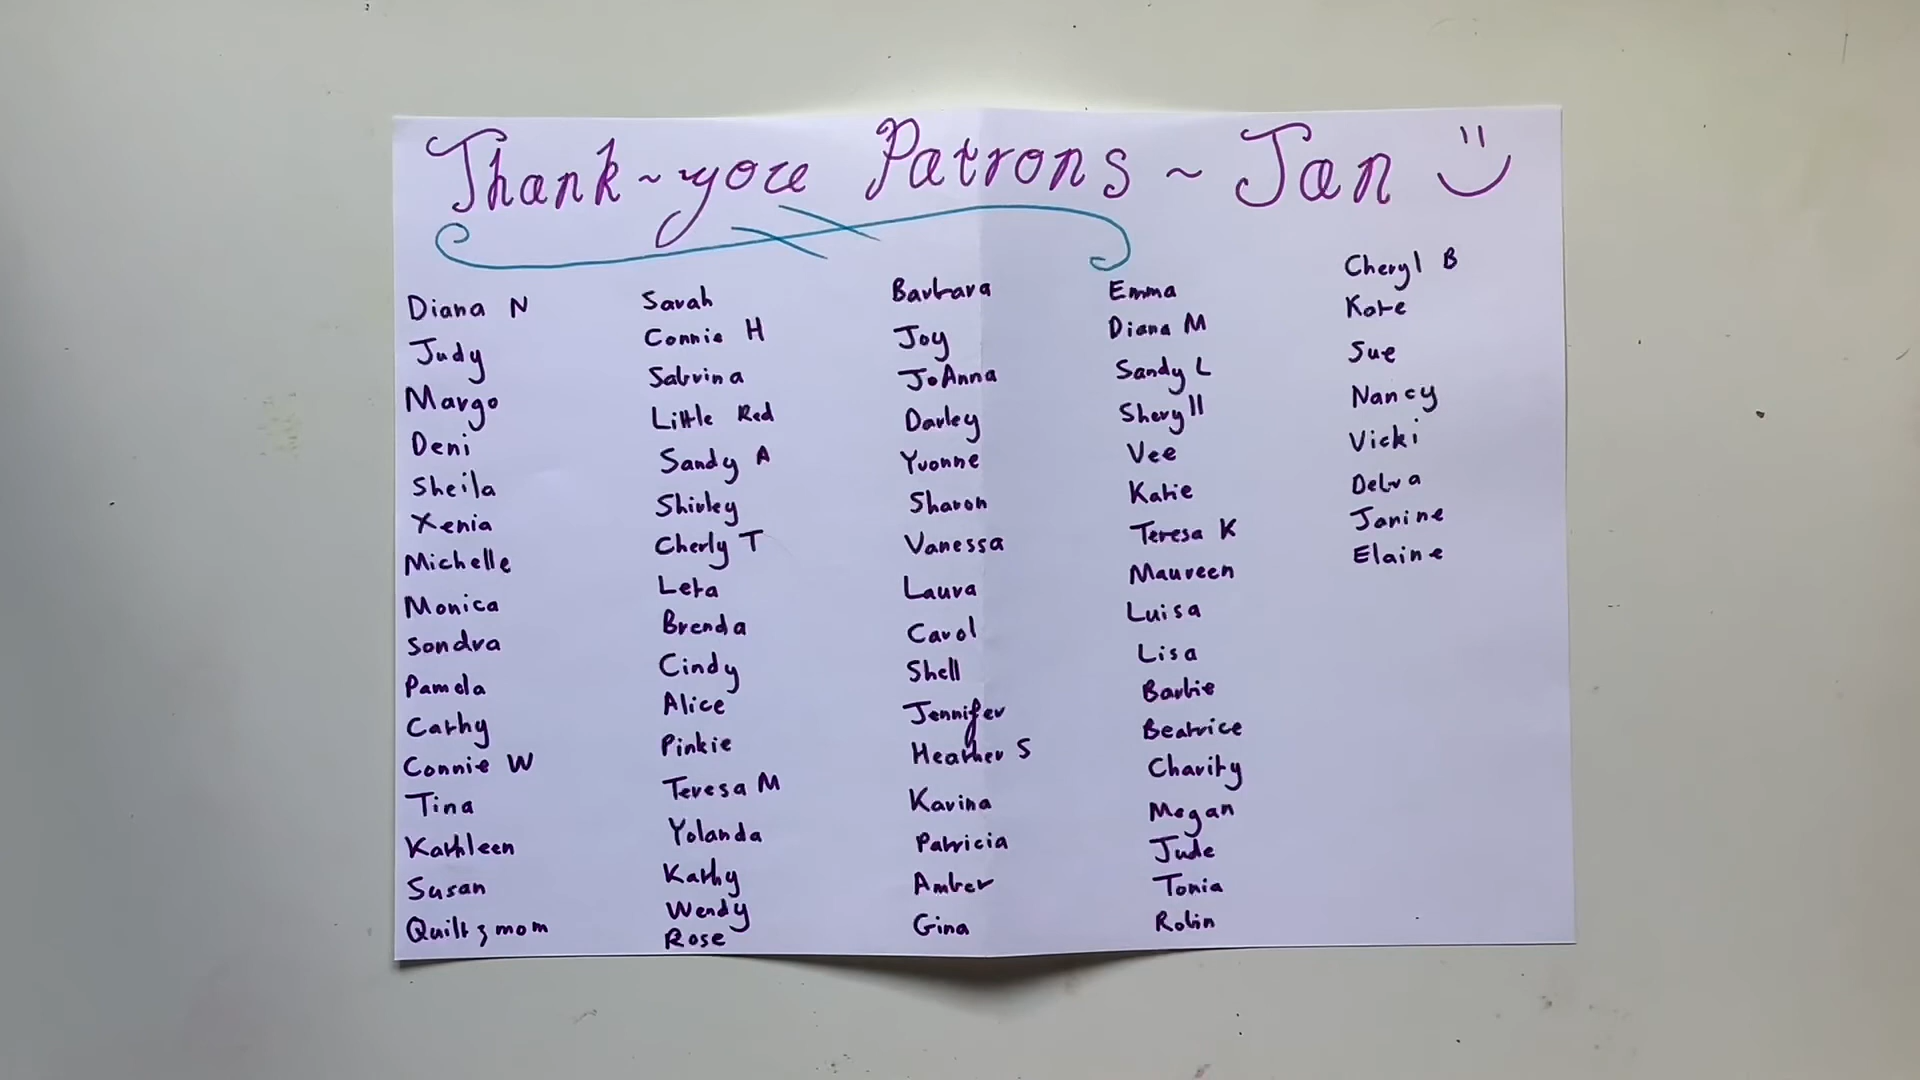 Thank~you Patrons ~ Jan
Diana N
Judy
Margo
Deni
Sheila
Xenia
Michelle
Monica
Sondra
Pamela
Cathy
Connie W
Tina
Kathleen
Susan
Quiltzmom
Sarah
Connie H
Sabrina
Little Red
Sandy A
Shirley
Cherly T
Leta
Brenda
Cindy
Alice
Pinkie
Teresa M
Yolanda
Kathy
Wendy
Rose
Barbara
Joy
JoAnna
Darley
Yvonne
Sharon
Vanessa
Laura
Carol
Shell
Jennifer
Heather S
Karina
Patricia
Amber
Gina
Emma
Diana M
Sandy L
Sheryll
Vee
Katie
Teresa K
Maureen
Luisa
Lisa
Barbie
Beatrice
Charity
Megan
Jude
Tonia
Robin
Cheryl B
Kate
Sue
Nancy
Vicki
Debra
Janine
Elaine